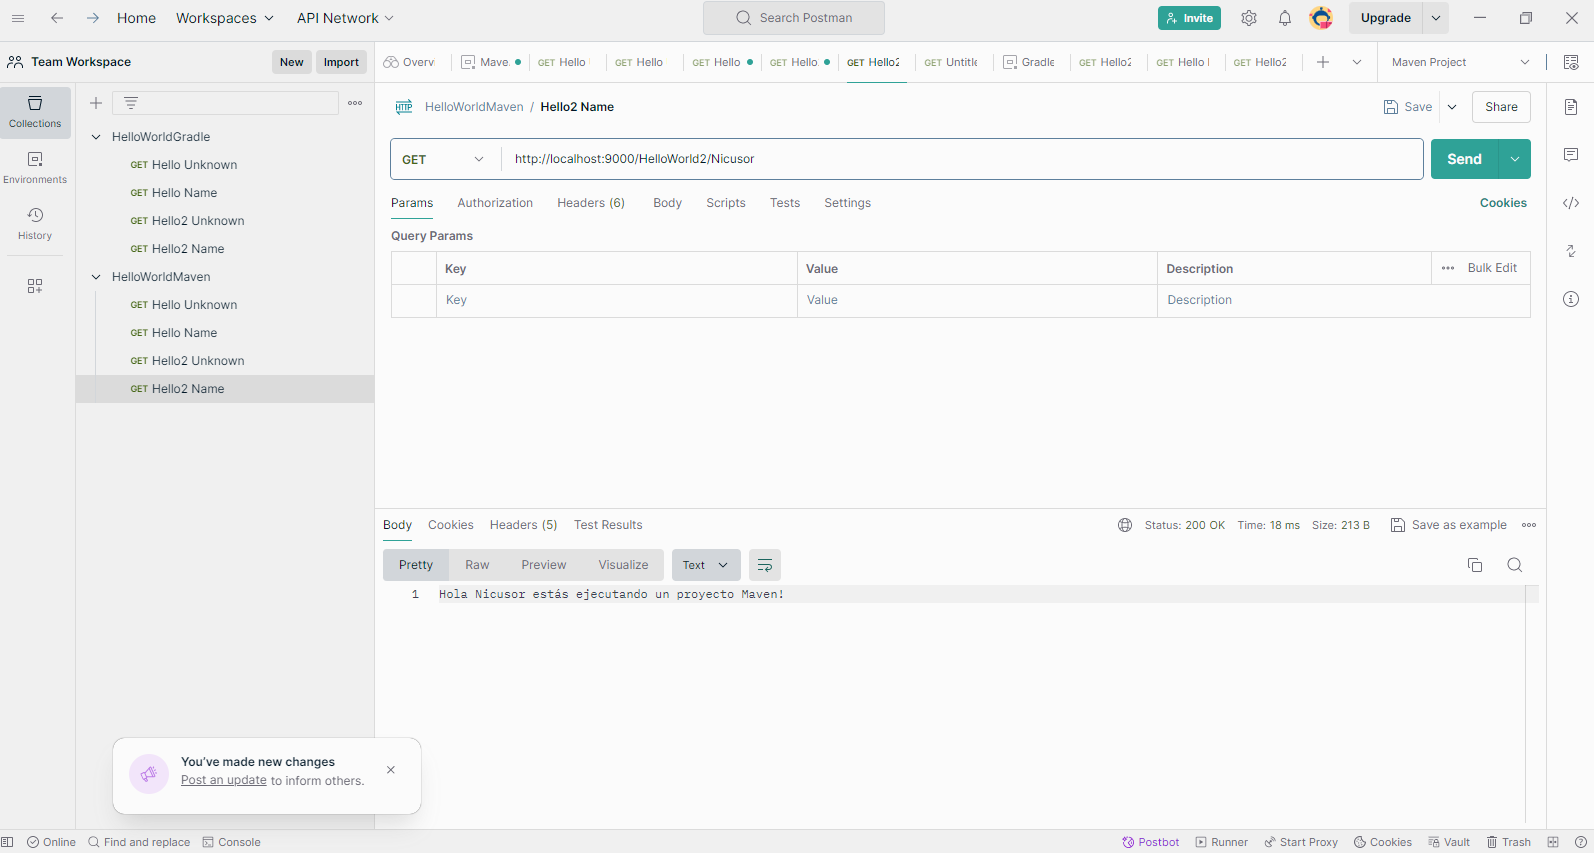 Home Workspaces API Network Search Postman Invite Upgrade
Team Workspace New Import
Overvi Maven GET Hello GET Hello GET Hello GET Hello GET Hello2 GET Untitle Gradle GET Hello2 GET Hello GET Hello2 Maven Project
Collections
Environments
History
HelloWorldGradle
GET Hello Unknown
GET Hello Name
GET Hello2 Unknown
GET Hello2 Name
HelloWorldMaven
GET Hello Unknown
GET Hello Name
GET Hello2 Unknown
GET Hello2 Name
HTTP HelloWorldMaven / Hello2 Name Save Share
GET http://localhost:9000/HelloWorld2/Nicusor Send
Params Authorization Headers (6) Body Scripts Tests Settings Cookies
Query Params
Key Value Description Bulk Edit
Key Value Description
Body Cookies Headers (5) Test Results Status: 200 OK Time: 18 ms Size: 213 B Save as example
Pretty Raw Preview Visualize Text
1 Hola Nicusor estás ejecutando un proyecto Maven!
You've made new changes
Post an update to inform others.
Online Find and replace Console Postbot Runner Start Proxy Cookies Vault Trash